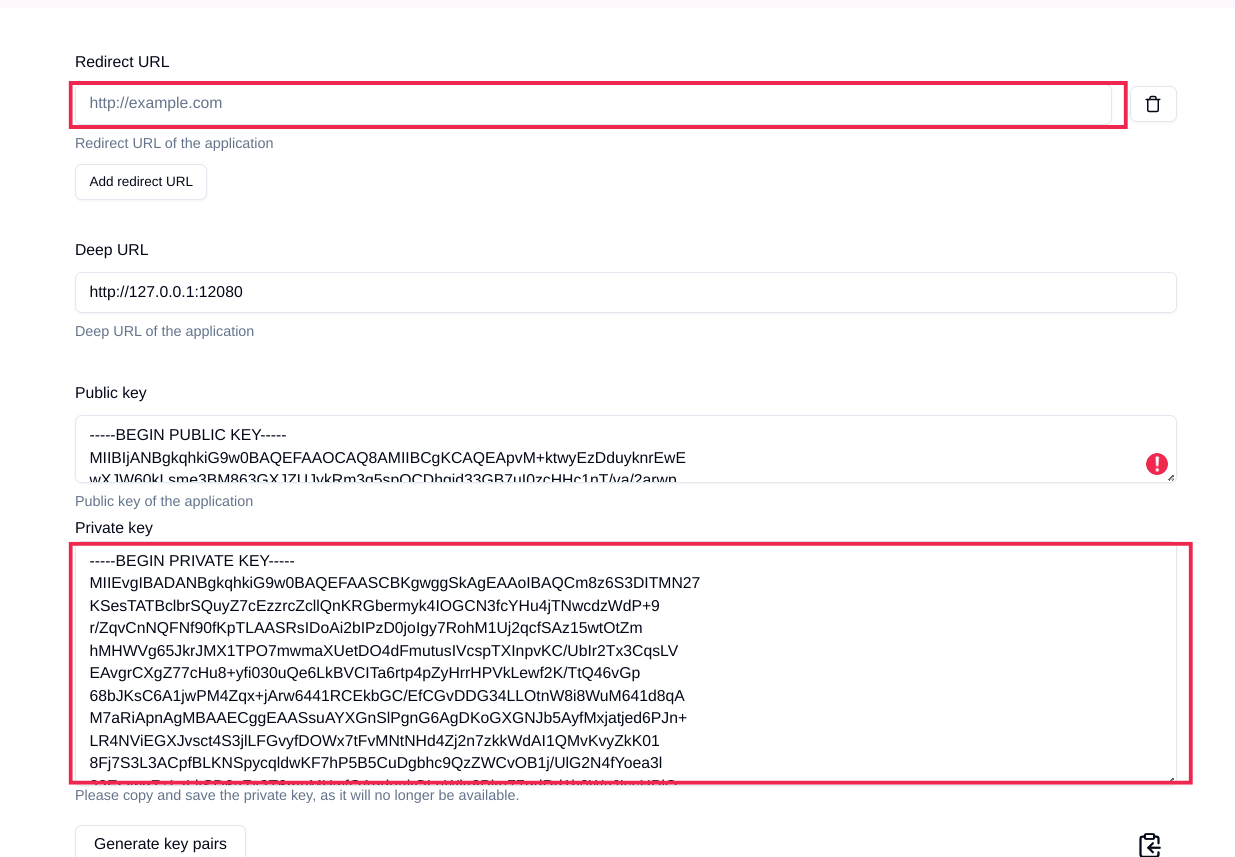 Redirect URL
http://example.com
Redirect URL of the application
Add redirect URL
Deep URL
http://127.0.0.1:12080
Deep URL of the application
Public key
-----BEGIN PUBLIC KEY-----
MIIBIjANBgkqhkiG9w0BAQEFAAOCAQ8AMIIBCgKCAQEApvM+ktwyEzDduyknrEwE
Public key of the application
Private key
-----BEGIN PRIVATE KEY-----
MIIEvgIBADANBgkqhkiG9w0BAQEFAASCBKgwggSkAgEAAoIBAQCm8z6S3DITMN27
KSesTATBclbrSQuyZ7cEzzrcZcllQnKRGbermyk4IOGCN3fcYHu4jTNwcdzWdP+9
r/ZqvCnNQFNf90fKpTLAASRsIDoAi2bIPzD0joIgy7RohM1Uj2qcfSAz15wtOtZm
hMHWVg65JkrJMX1TPO7mwmaXUetDO4dFmutusIVcspTXInpvKC/UbIr2Tx3CqsLV
EAvgrCXgZ77cHu8+yfi030uQe6LkBVCITa6rtp4pZyHrrHPVkLewf2K/TtQ46vGp
68bJKsC6A1jwPM4Zqx+jArw6441RCEkbGC/EfCGvDDG34LLOtnW8i8WuM641d8qA
M7aRiApnAgMBAAECggEAASsuAYXGnSlPgnG6AgDKoGXGNJb5AyfMxjatjed6PJn+
LR4NViEGXJvsct4S3jlLFGvyfDOWx7tFvMNtNHd4Zj2n7zkkWdAI1QMvKvyZkK01
8Fj7S3L3ACpfBLKNSpycqldwKF7hP5B5CuDgbhc9QzZWCvOB1j/UlG2N4fYoea3l
Please copy and save the private key, as it will no longer be available.
Generate key pairs